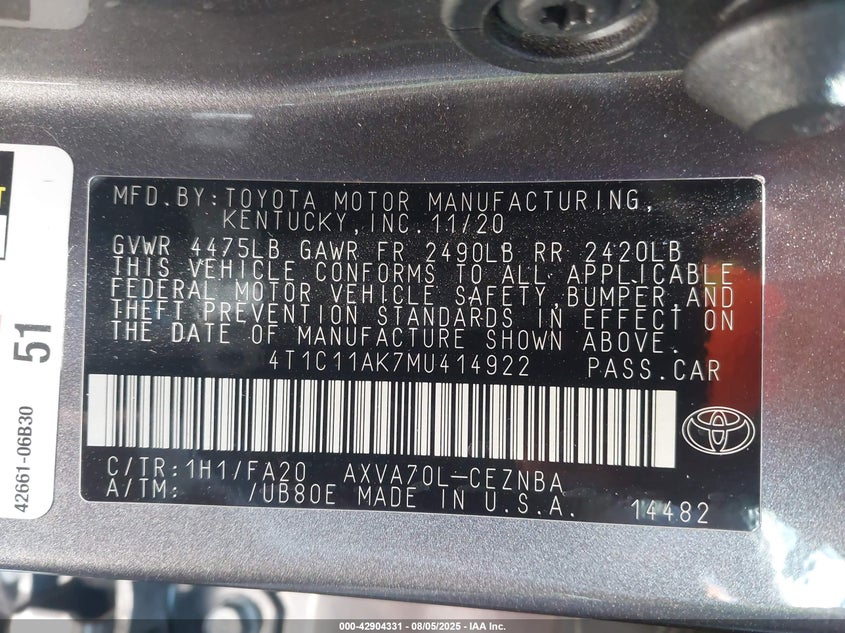 MFD.BY:TOYOTA MOTOR MANUFACTURING,
KENTUCKY,INC.11/20
GVWR 4475LB GAWR FR 2490LB RR 2420LB
THIS VEHICLE CONFORMS TO ALL APPLICABLE
FEDERAL MOTOR VEHICLE SAFETY,BUMPER,AND
THEFT PREVENTION STANDARDS IN EFFECT ON
THE DATE OF MANUFACTURE SHOWN ABOVE.
4T1C11AK7MU414922 PASS.CAR
C/TR:1H1/FA20 AXVA70L-CEZNBA
A/TM: /UB80E MADE IN U.S.A. 14482
51
42661-06B30
000-42904331 - 08/05/2025 - IAA Inc.